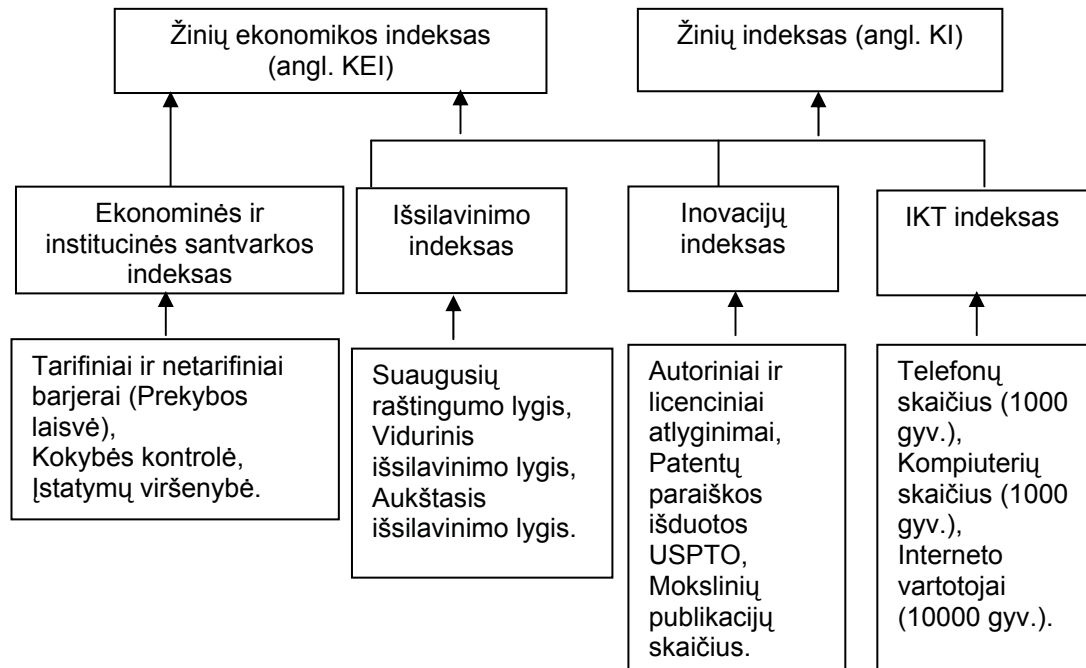 Žinių ekonomikos indeksas
(angl. KEI)
Žinių indeksas (angl. KI)
Ekonominės ir
institucinės santvarkos
indeksas
Išsilavinimo
indeksas
Inovacijų
indeksas
IKT indeksas
Tarifiniai ir netarifiniai
barjerai (Prekybos
laisvė),
Kokybės kontrolė,
Įstatymų viršenybė.
Suaugusių
raštingumo lygis,
Vidurinis
išsilavinimo lygis,
Aukštasis
išsilavinimo lygis.
Autoriniai ir
licenciniai
atlyginimai,
Patentų
paraiškos
išduotos
USPTO,
Mokslinių
publikacijų
skaičius.
Telefonų
skaičius (1000
gyv.),
Kompiuterių
skaičius (1000
gyv.),
Interneto
vartotojai
(10000 gyv.).